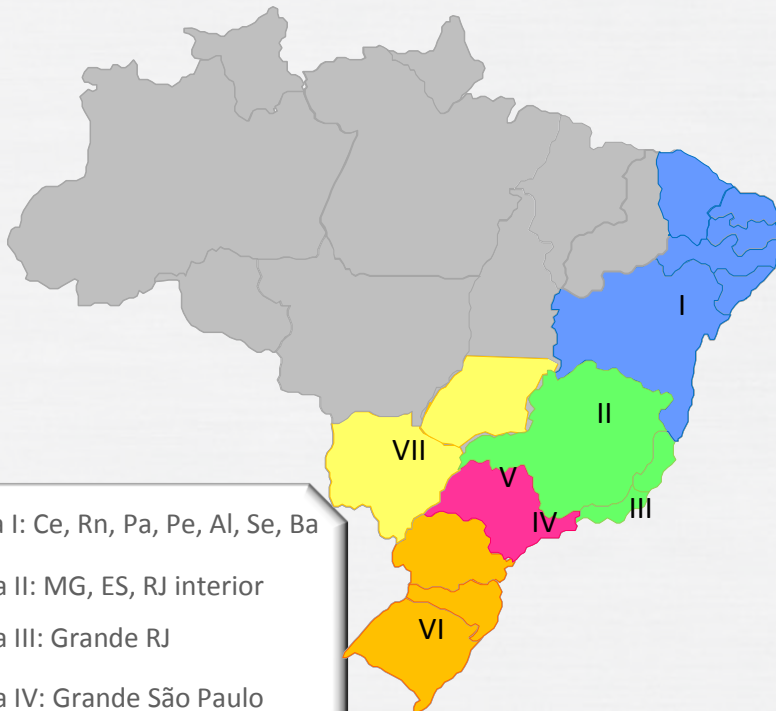 I
II
VII
V
III
IV
VI
a I: Ce, Rn, Pa, Pe, Al, Se, Ba
a II: MG, ES, RJ interior
a III: Grande RJ
a IV: Grande São Paulo